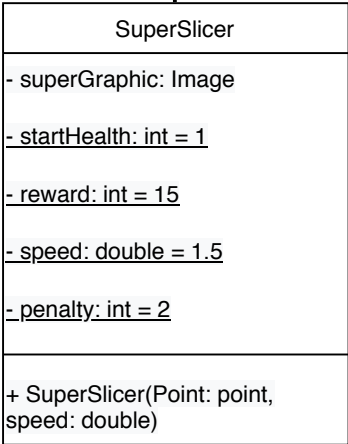 SuperSlicer
- superGraphic: Image
- startHealth: int = 1
- reward: int = 15
- speed: double = 1.5
- penalty: int = 2
+ SuperSlicer(Point: point,
speed: double)